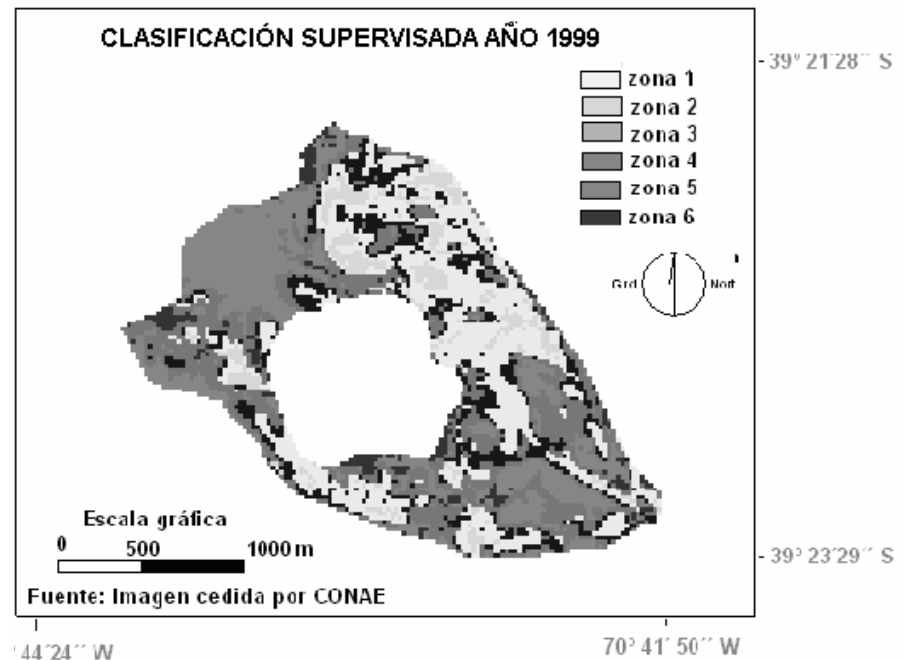 CLASIFICACIÓN SUPERVISADA AÑO 1999
39° 21´28´´ S
zona 1
zona 2
zona 3
zona 4
zona 5
zona 6
Grd Nort
Escala gráfica
0 500 1000 m
39° 23´29´´ S
Fuente: Imagen cedida por CONAE
44´24´´ W
70° 41´50´´ W